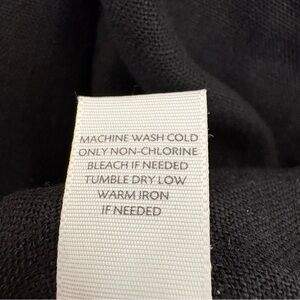 MACHINE WASH COLD
ONLY NON-CHLORINE
BLEACH IF NEEDED
TUMBLE DRY LOW
WARM IRON
IF NEEDED